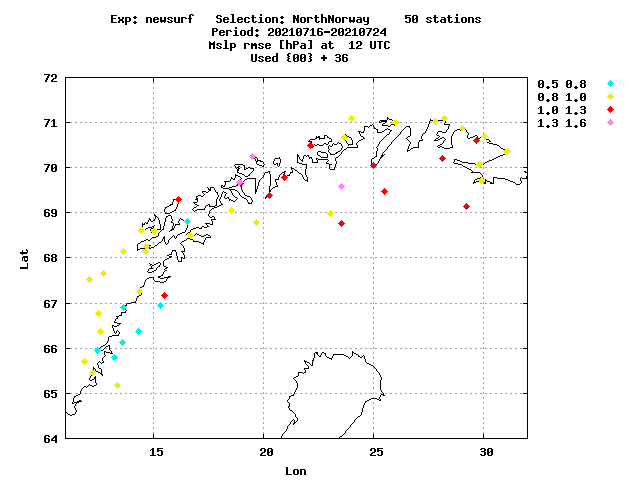 Exp: newsurf   Selection: NorthNorway     50 stations
Period: 20210716-20210724
Mslp rmse [hPa] at  12 UTC
Used {00} + 36
72
71
70
69
68
67
66
65
64
Lat
15 20 25 30
Lon
0.5 0.8
0.8 1.0
1.0 1.3
1.3 1.6